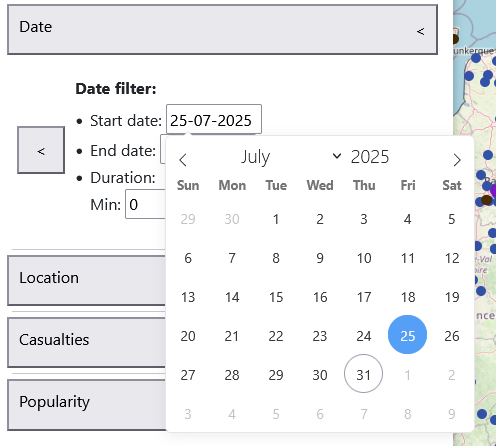 Date <
Date filter:
< • Start date: 25-07-2025
• End date:
• Duration:
Min: 0
July 2025
Sun Mon Tue Wed Thu Fri Sat
29 30 1 2 3 4 5
6 7 8 9 10 11 12
13 14 15 16 17 18 19
20 21 22 23 24 25 26
27 28 29 30 31 1 2
3 4 5 6 7 8 9
Location
Casualties
Popularity
unkerque
-Val
nce